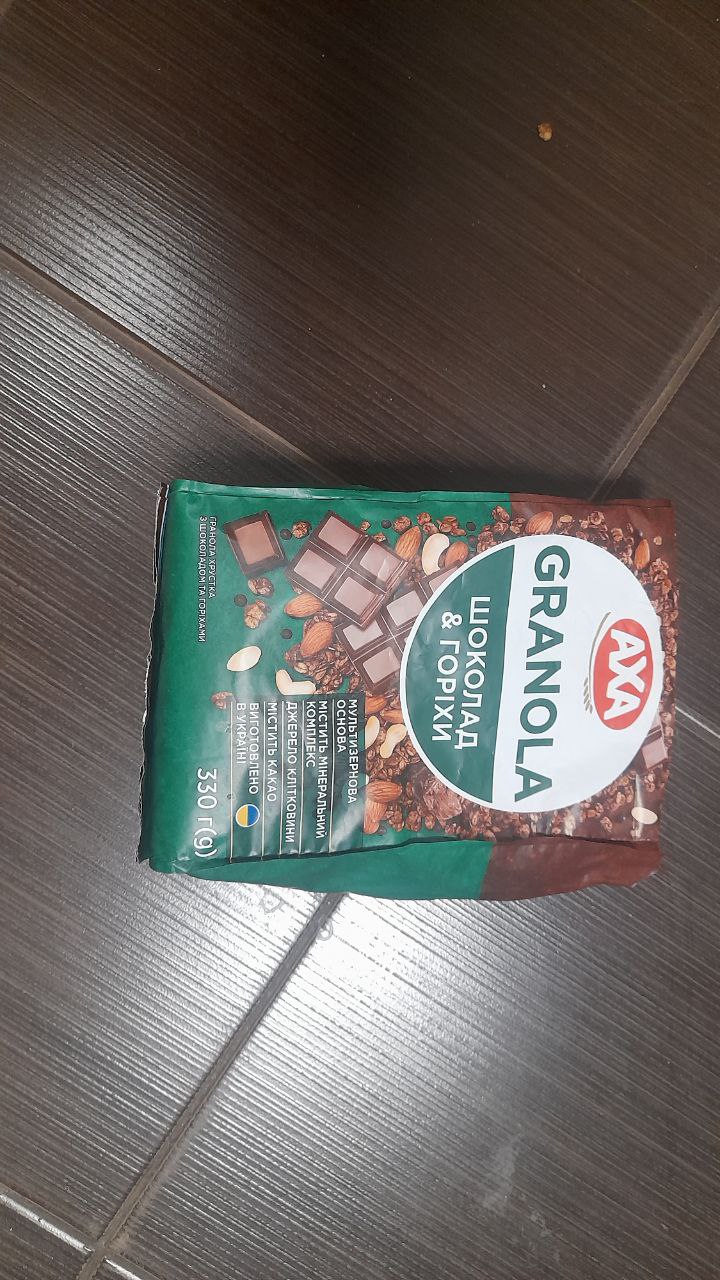 AXA
GRANOLA
ШОКОЛАД
& ГОРІХИ
МУЛЬТИЗЕРНОВА
ОСНОВА
МІСТИТЬ МІНЕРАЛЬНИЙ
КОМПЛЕКС
ДЖЕРЕЛО КЛІТКОВИНИ
МІСТИТЬ КАКАО
ВИГОТОВЛЕНО
В УКРАЇНІ
ГРАНОЛА ХРУСТКА
З ШОКОЛАДОМ ТА ГОРІХАМИ
330 г(g)